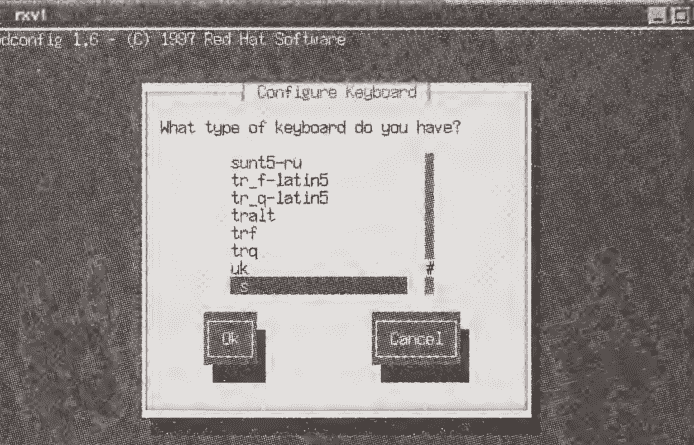 rxvt
dconfig 1.6 - (C) 1997 Red Hat Software
Configure Keyboard
What type of keyboard do you have?
sunt5-ru
tr_f-latin5
tr_q-latin5
tralt
trf
trq
uk
#
s
Ok
Cancel